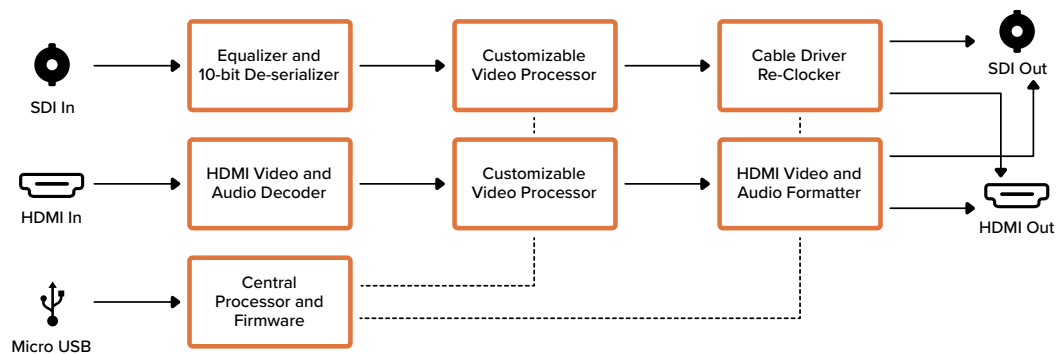 SDI In
Equalizer and
10-bit De-serializer
Customizable
Video Processor
Cable Driver
Re-Clocker
SDI Out
HDMI In
HDMI Video and
Audio Decoder
Customizable
Video Processor
HDMI Video and
Audio Formatter
HDMI Out
Micro USB
Central
Processor and
Firmware